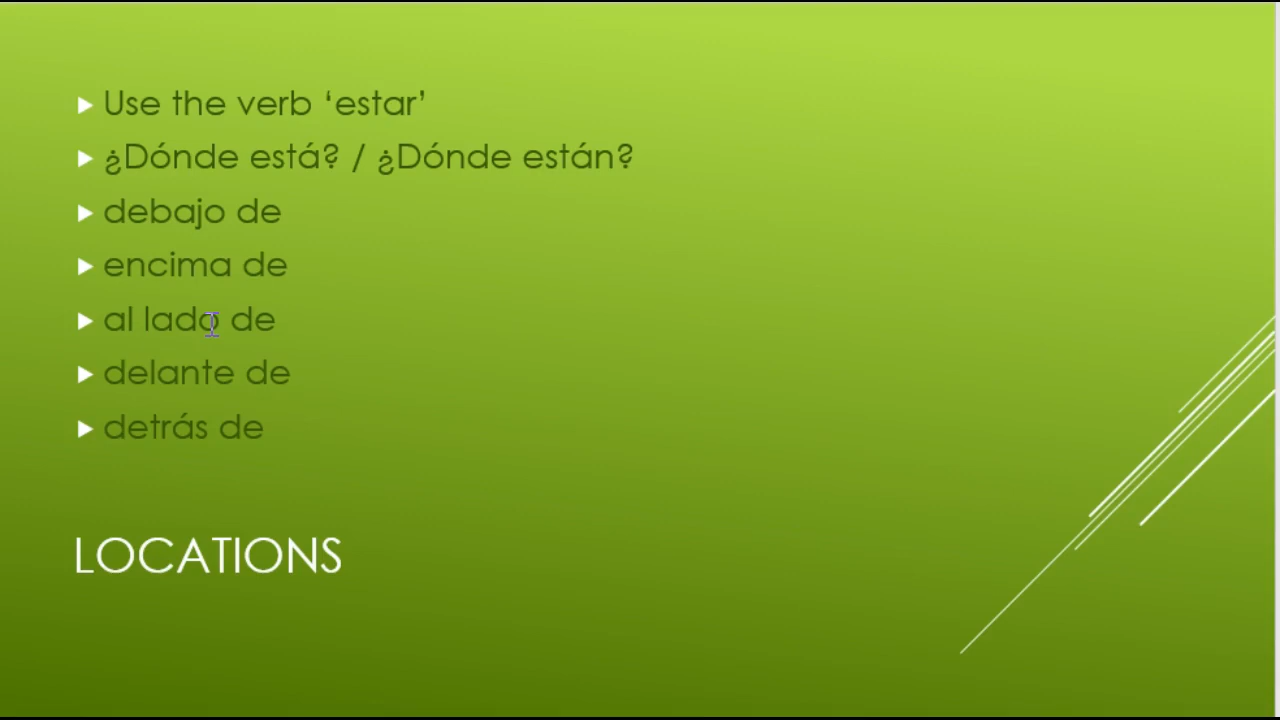 Use the verb ‘estar’
¿Dónde está? / ¿Dónde están?
debajo de
encima de
al lado de
delante de
detrás de
LOCATIONS